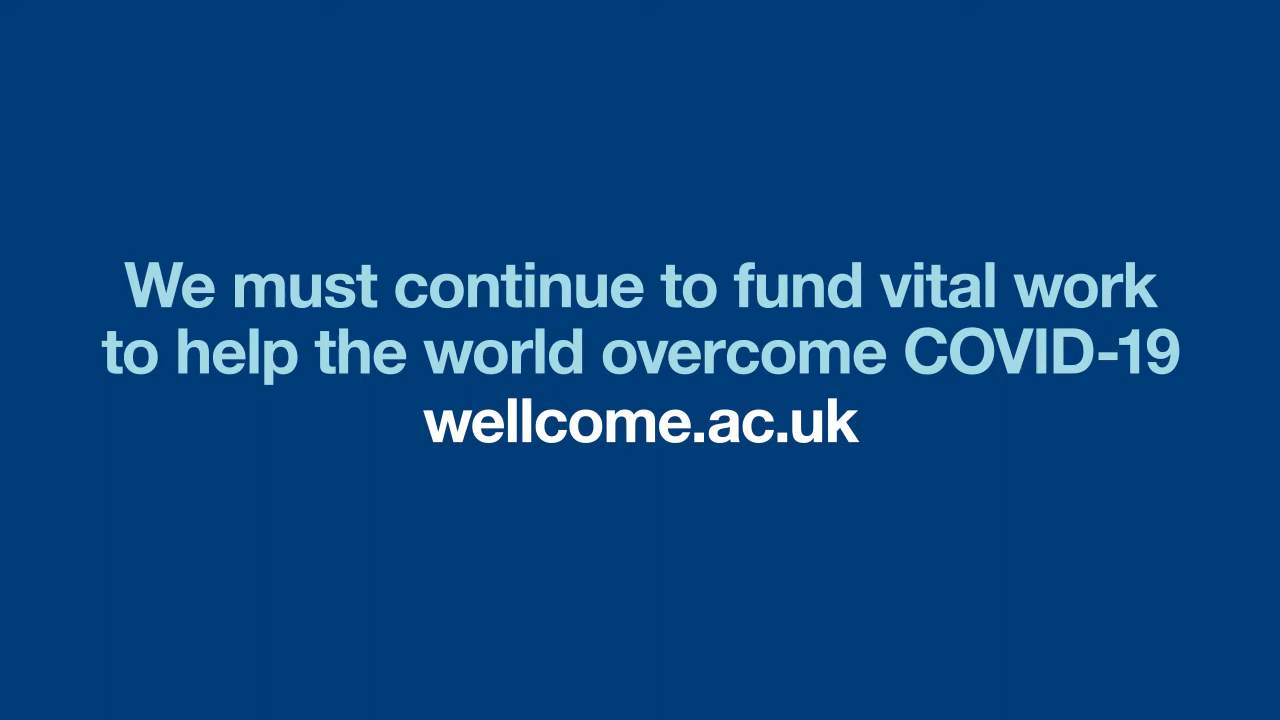 We must continue to fund vital work
to help the world overcome COVID-19
wellcome.ac.uk